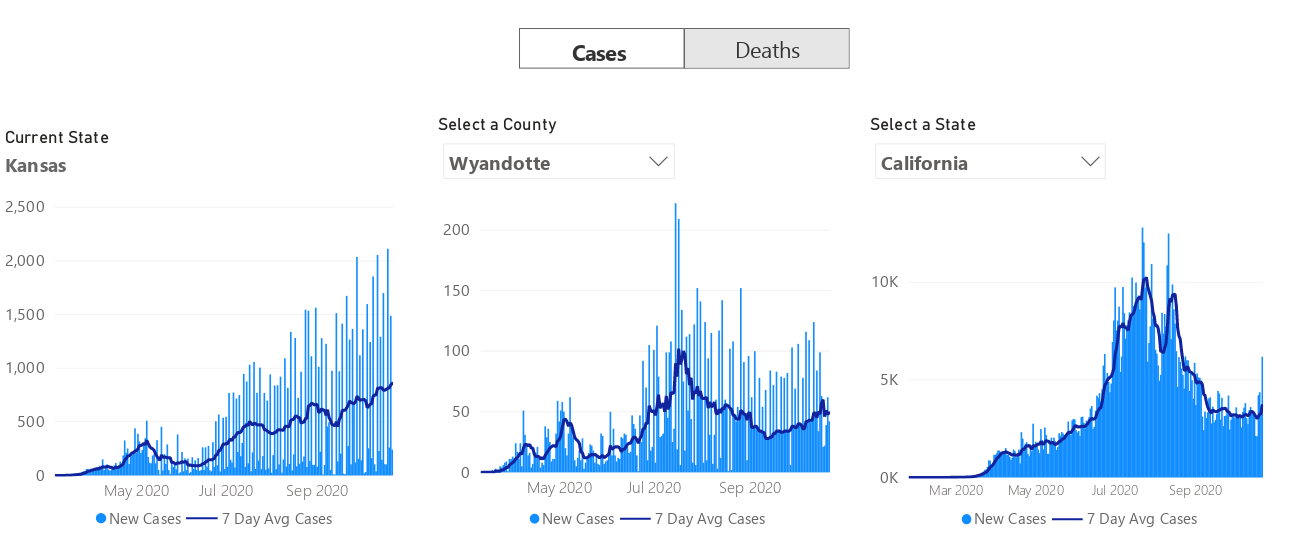 Cases Deaths
Current State
Kansas
2,500
2,000
1,500
1,000
500
0
May 2020 Jul 2020 Sep 2020
New Cases 7 Day Avg Cases
Select a County
Wyandotte
200
150
100
50
0
May 2020 Jul 2020 Sep 2020
New Cases 7 Day Avg Cases
Select a State
California
10K
5K
0K
Mar 2020 May 2020 Jul 2020 Sep 2020
New Cases 7 Day Avg Cases